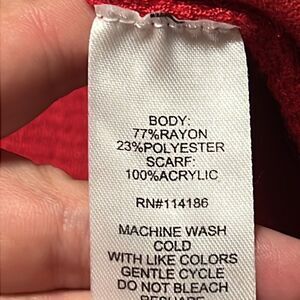 BODY:
77%RAYON
23%POLYESTER
SCARF:
100%ACRYLIC
RN#114186
MACHINE WASH
COLD
WITH LIKE COLORS
GENTLE CYCLE
DO NOT BLEACH